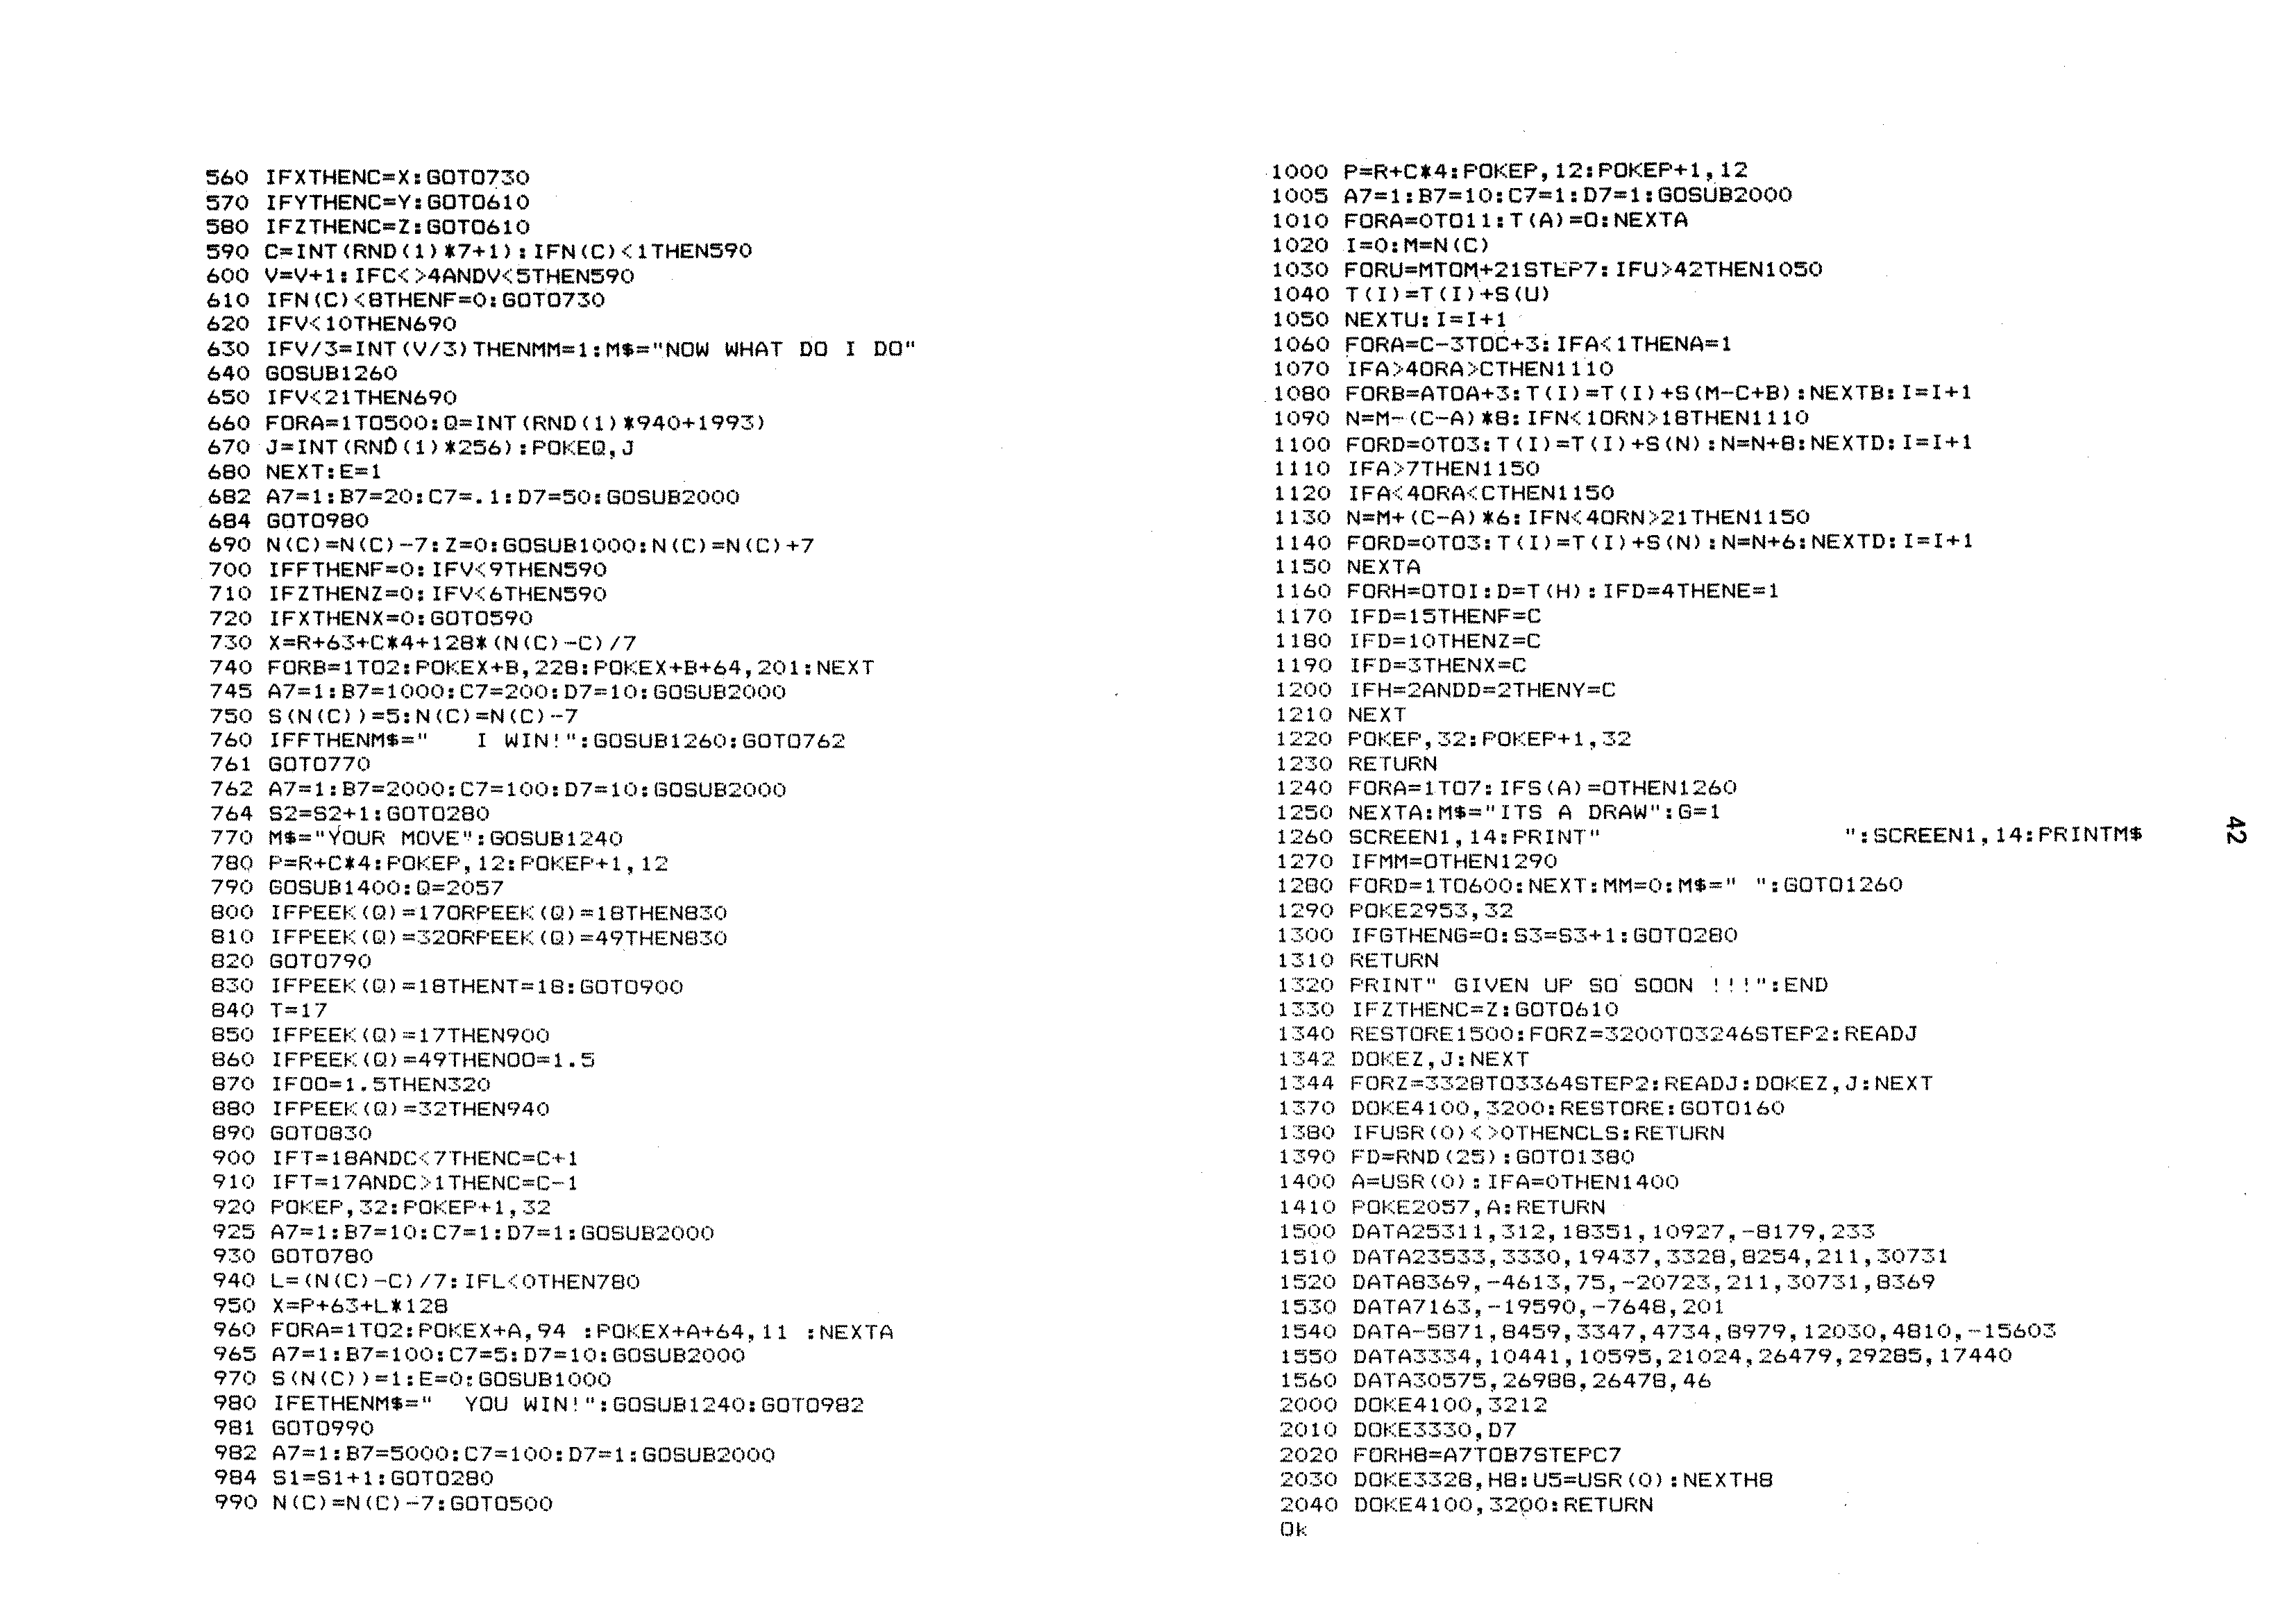 560 IFXTHENC=X:GOTO730
570 IFYTHENC=Y:GOTO610
580 IFZTHENC=Z:GOTO610
590 C=INT(RND(1)*7+1):IFN(C)<1THEN590
600 V=V+1:IFC<>4ANDV<5THEN590
610 IFN(C)<8THENF=0:GOTO730
620 IFV<10THEN690
630 IFV/3=INT(V/3)THENMM=1:M$="NOW WHAT DO I DO"
640 GOSUB1260
650 IFV<21THEN690
660 FORA=1TO500:Q=INT(RND(1)*940+1993)
670 J=INT(RND(1)*256):POKEQ,J
680 NEXT:E=1
682 A7=1:B7=20:C7=.1:D7=50:GOSUB2000
684 GOTO980
690 N(C)=N(C)-7:Z=0:GOSUB1000:N(C)=N(C)+7
700 IFFTHENF=0:IFV<9THEN590
710 IFZTHENZ=0:IFV<6THEN590
720 IFXTHENX=0:GOTO590
730 X=R+63+C*4+128*(N(C)-C)/7
740 FORB=1TO2:POKEX+B,228:POKEX+B+64,201:NEXT
745 A7=1:B7=1000:C7=200:D7=10:GOSUB2000
750 S(N(C))=5:N(C)=N(C)-7
760 IFFTHENM$="   I WIN!":GOSUB1260:GOTO762
761 GOTO770
762 A7=1:B7=2000:C7=100:D7=10:GOSUB2000
764 S2=S2+1:GOTO280
770 M$="YOUR MOVE":GOSUB1240
780 P=R+C*4:POKEP,12:POKEP+1,12
790 GOSUB1400:Q=2057
800 IFPEEK(Q)=17ORPEEK(Q)=18THEN830
810 IFPEEK(Q)=32ORPEEK(Q)=49THEN830
820 GOTO790
830 IFPEEK(Q)=18THENT=18:GOTO900
840 T=17
850 IFPEEK(Q)=17THEN900
860 IFPEEK(Q)=49THENOO=1.5
870 IFOO=1.5THEN320
880 IFPEEK(Q)=32THEN940
890 GOTO830
900 IFT=18ANDC<7THENC=C+1
910 IFT=17ANDC>1THENC=C-1
920 POKEP,32:POKEP+1,32
925 A7=1:B7=10:C7=1:D7=1:GOSUB2000
930 GOTO780
940 L=(N(C)-C)/7:IFL<0THEN780
950 X=P+63+L*128
960 FORA=1TO2:POKEX+A,94 :POKEX+A+64,11 :NEXTA
965 A7=1:B7=100:C7=5:D7=10:GOSUB2000
970 S(N(C))=1:E=0:GOSUB1000
980 IFETHENM$="  YOU WIN!":GOSUB1240:GOTO982
981 GOTO990
982 A7=1:B7=5000:C7=100:D7=1:GOSUB2000
984 S1=S1+1:GOTO280
990 N(C)=N(C)-7:GOTO500
1000 P=R+C*4:POKEP,12:POKEP+1,12
1005 A7=1:B7=10:C7=1:D7=1:GOSUB2000
1010 FORA=0TO11:T(A)=0:NEXTA
1020 I=0:M=N(C)
1030 FORU=MTOM+21STEP7:IFU>42THEN1050
1040 T(I)=T(I)+S(U)
1050 NEXTU:I=I+1
1060 FORA=C-3TOC+3:IFA<1THENA=1
1070 IFA>4ORA>CTHEN1110
1080 FORB=ATOA+3:T(I)=T(I)+S(M-C+B):NEXTB:I=I+1
1090 N=M-(C-A)*8:IFN<1ORN>18THEN1110
1100 FORD=0TO3:T(I)=T(I)+S(N):N=N+8:NEXTD:I=I+1
1110 IFA>7THEN1150
1120 IFA<4ORA<CTHEN1150
1130 N=M+(C-A)*6:IFN<4ORN>21THEN1150
1140 FORD=0TO3:T(I)=T(I)+S(N):N=N+6:NEXTD:I=I+1
1150 NEXTA
1160 FORH=0TOI:D=T(H):IFD=4THENE=1
1170 IFD=15THENF=C
1180 IFD=10THENZ=C
1190 IFD=3THENX=C
1200 IFH=2ANDD=2THENY=C
1210 NEXT
1220 POKEP,32:POKEP+1,32
1230 RETURN
1240 FORA=1TO7:IFS(A)=0THEN1260
1250 NEXTA:M$="ITS A DRAW":G=1
1260 SCREEN1,14:PRINT"                ":SCREEN1,14:PRINTM$
1270 IFMM=0THEN1290
1280 FORD=1TO600:NEXT:MM=0:M$=" ":GOTO1260
1290 POKE2953,32
1300 IFGTHENG=0:S3=S3+1:GOTO280
1310 RETURN
1320 PRINT" GIVEN UP SO SOON !!!":END
1330 IFZTHENC=Z:GOTO610
1340 RESTORE1500:FORZ=3200TO3246STEP2:READJ
1342 DOKEZ,J:NEXT
1344 FORZ=3328TO3364STEP2:READJ:DOKEZ,J:NEXT
1370 DOKE4100,3200:RESTORE:GOTO160
1380 IFUSR(0)<>0THENCLS:RETURN
1390 FD=RND(25):GOTO1380
1400 A=USR(0):IFA=0THEN1400
1410 POKE2057,A:RETURN
1500 DATA25311,312,18351,10927,-8179,233
1510 DATA23533,3330,19437,3328,8254,211,30731
1520 DATA8369,-4613,75,-20723,211,30731,8369
1530 DATA7163,-19590,-7648,201
1540 DATA-5871,8459,3347,4734,8979,12030,4810,-15603
1550 DATA3334,10441,10595,21024,26479,29285,17440
1560 DATA30575,26988,26478,46
2000 DOKE4100,3212
2010 DOKE3330,D7
2020 FORH8=A7TOB7STEPC7
2030 DOKE3328,H8:U5=USR(0):NEXTH8
2040 DOKE4100,3200:RETURN
Ok
42